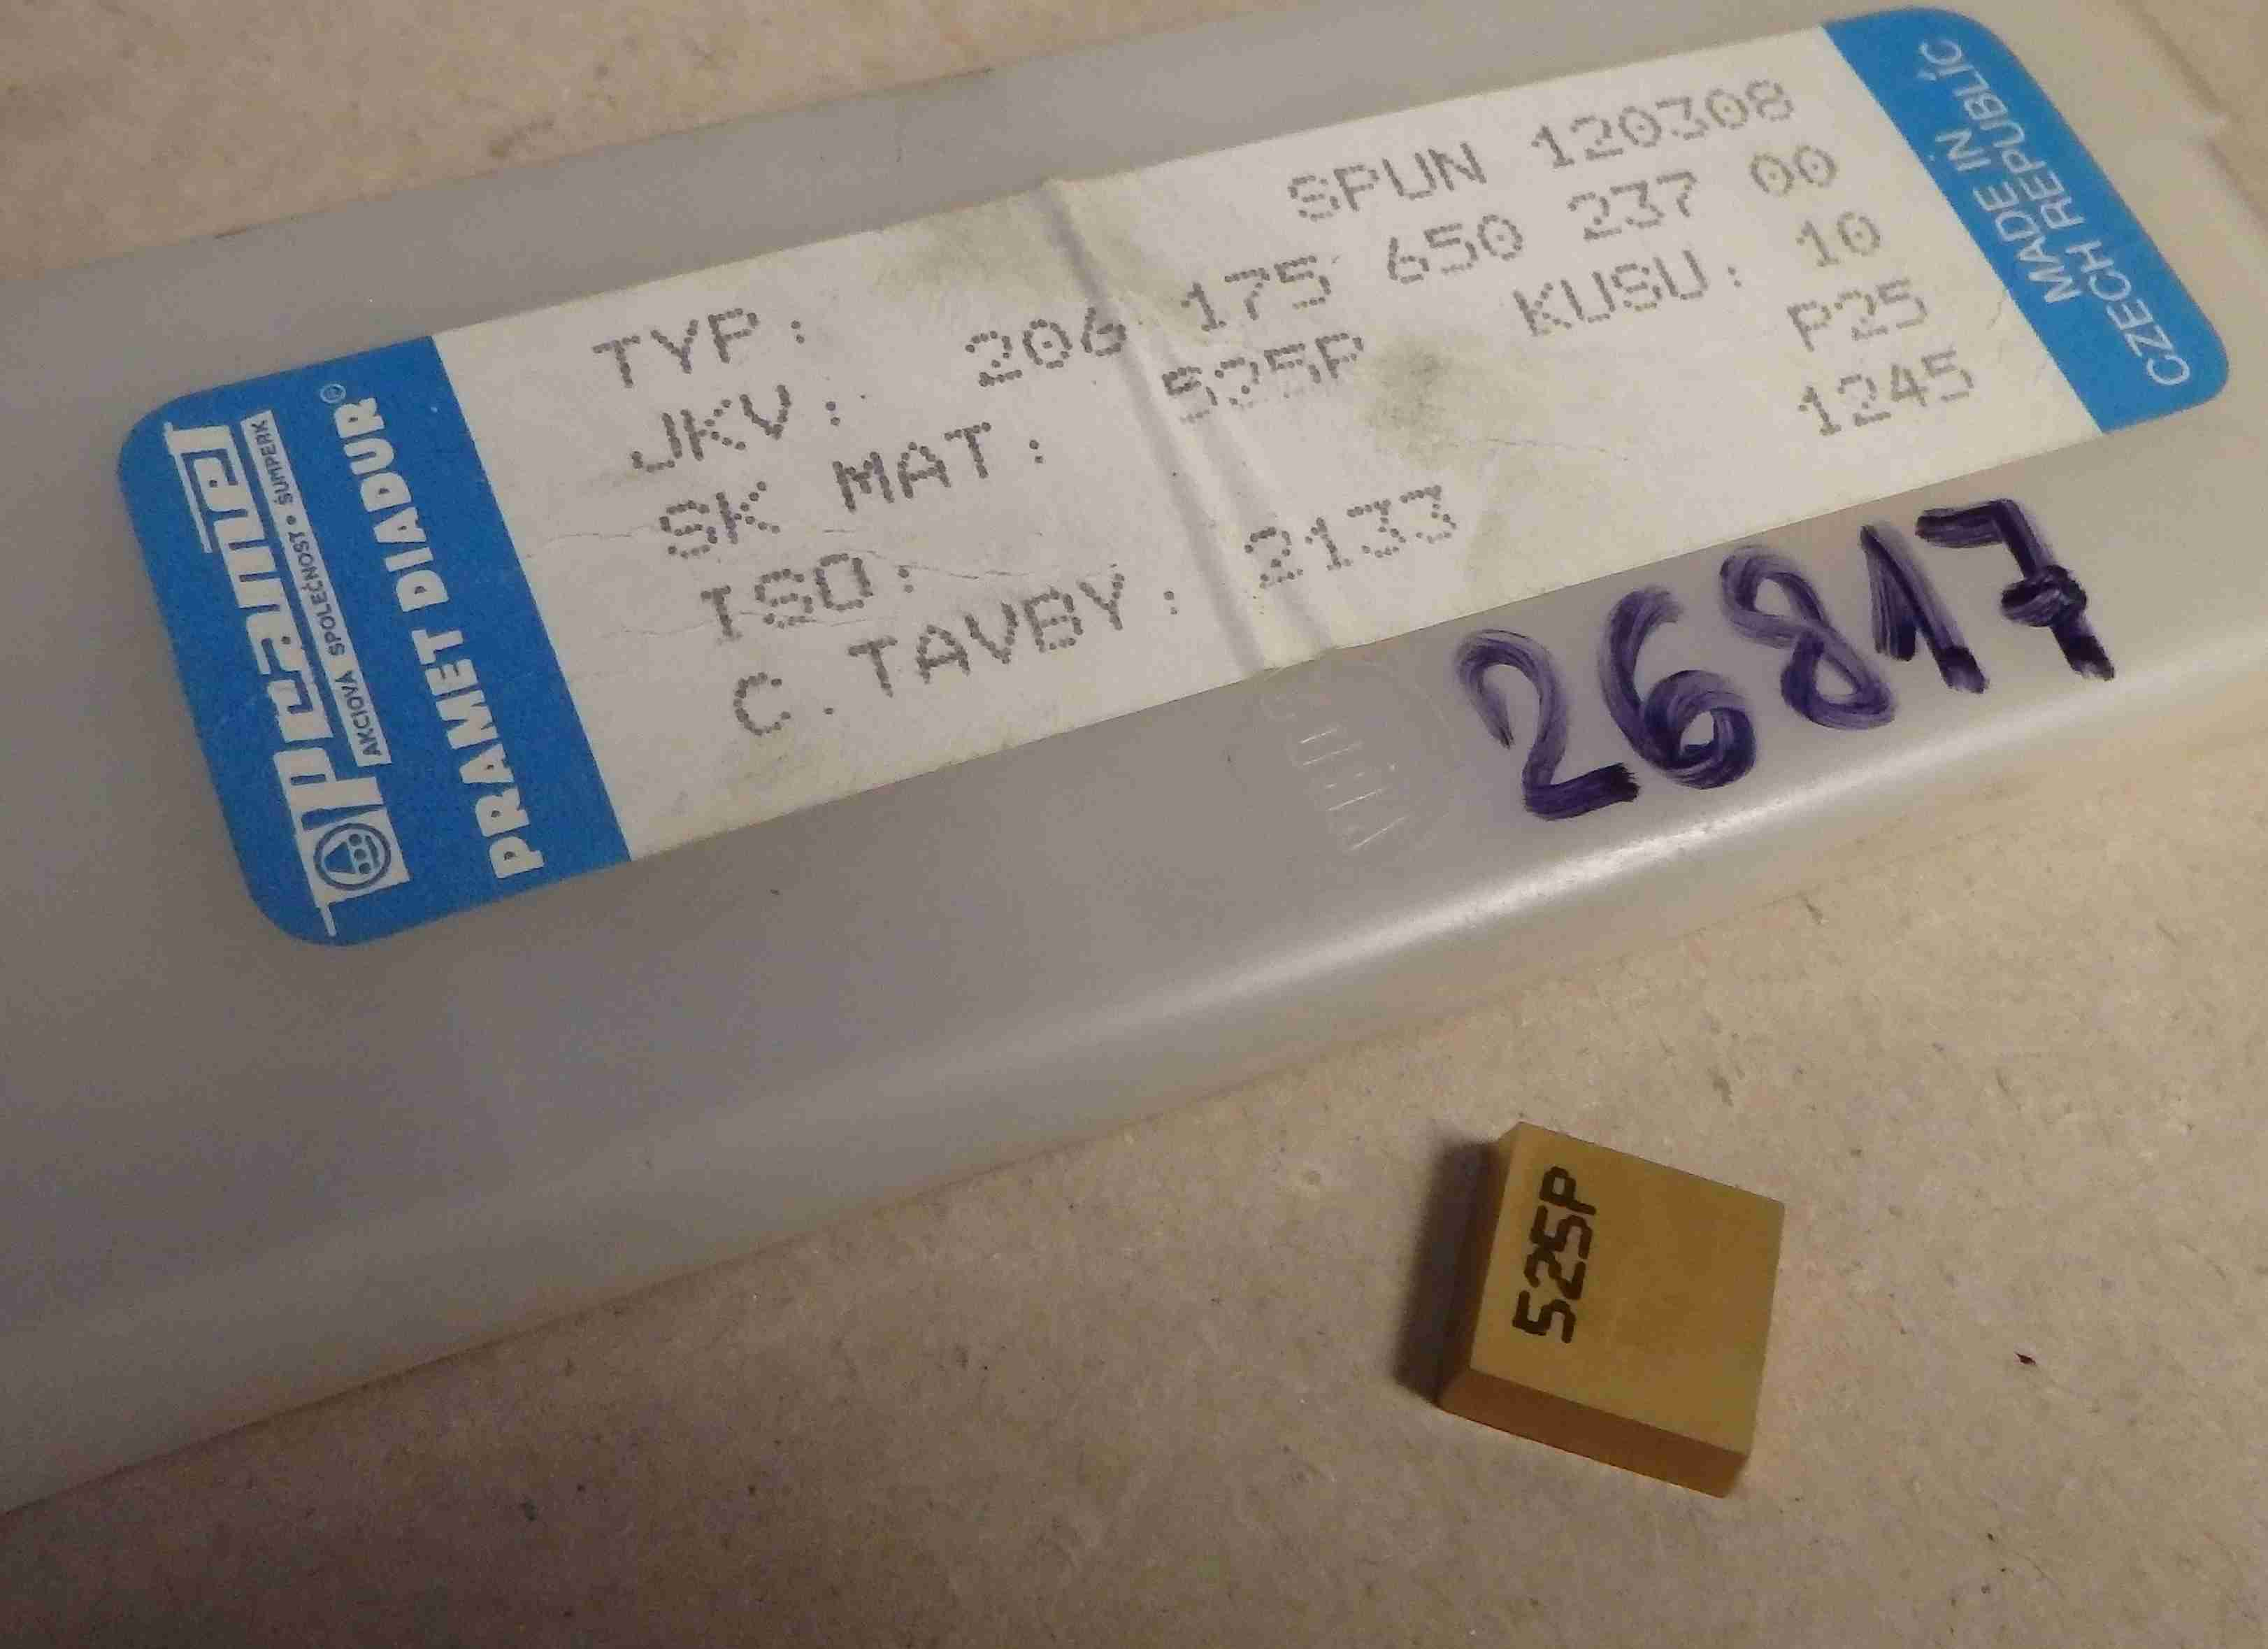 Pramet
AKCIOVÁ SPOLEČNOST • ŠUMPERK
PRAMET DIADUR®
TYP: SPUN 120308
JKV: 206 175 650 237 00
SK MAT: 525P KUSU: 10
ISO: P25
C. TAVBY: 2133 1245
MADE IN
CZECH REPUBLIC
26817
525P